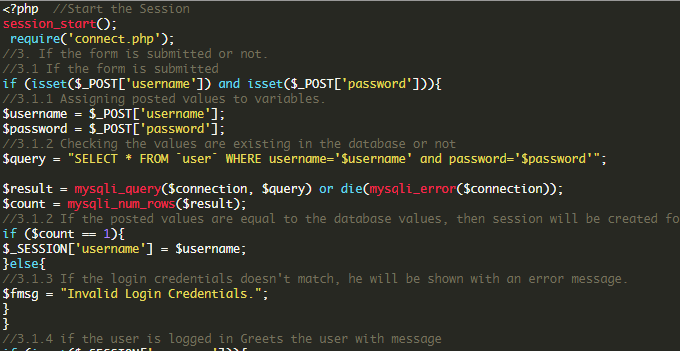 <?php  //Start the Session
session_start();
 require('connect.php');
//3. If the form is submitted or not.
//3.1 If the form is submitted
if (isset($_POST['username']) and isset($_POST['password'])){
//3.1.1 Assigning posted values to variables.
$username = $_POST['username'];
$password = $_POST['password'];
//3.1.2 Checking the values are existing in the database or not
$query = "SELECT * FROM `user` WHERE username='$username' and password='$password'";

$result = mysqli_query($connection, $query) or die(mysqli_error($connection));
$count = mysqli_num_rows($result);
//3.1.2 If the posted values are equal to the database values, then session will be created fo
if ($count == 1){
$_SESSION['username'] = $username;
}else{
//3.1.3 If the login credentials doesn't match, he will be shown with an error message.
$fmsg = "Invalid Login Credentials.";
}
}
//3.1.4 if the user is logged in Greets the user with message